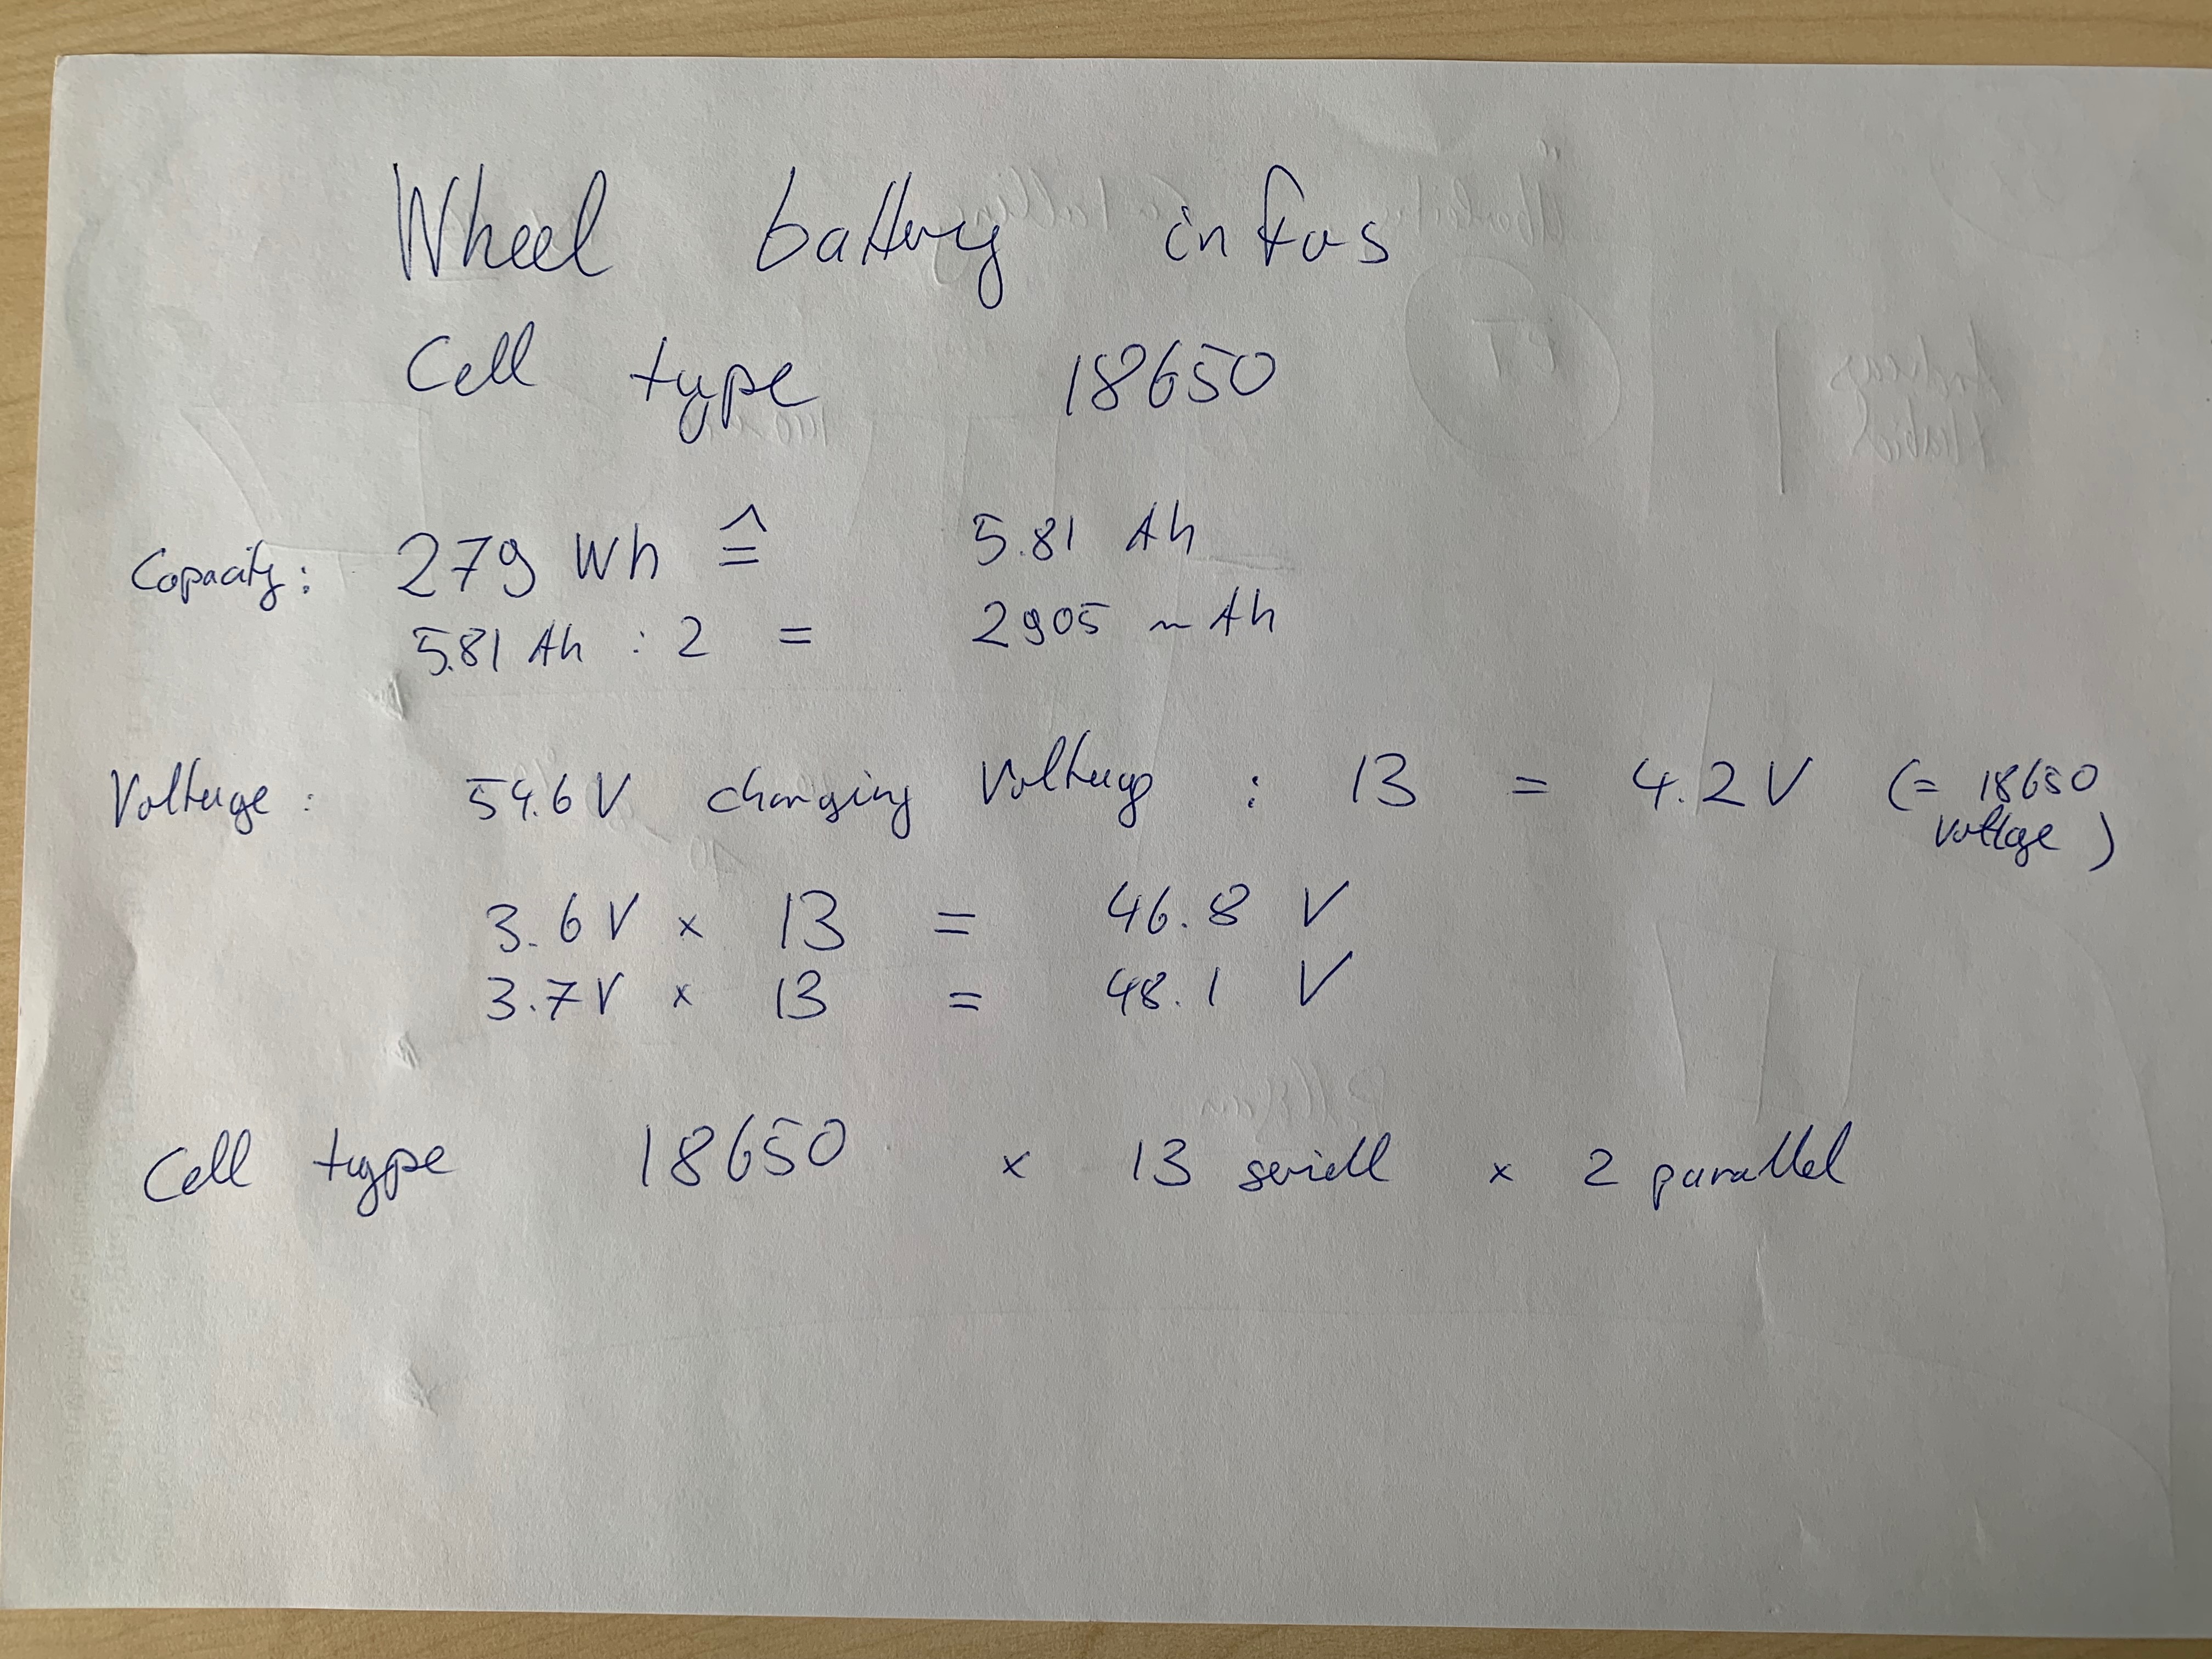 Wheel battery infos
Cell type 18650
Capacity: 279 Wh ≙ 5.81 Ah
5.81 Ah : 2 = 2905 mAh
Voltage: 54.6 V charging voltage : 13 = 4.2 V (= 18650
voltage)
3.6 V x 13 = 46.8 V
3.7 V x 13 = 48.1 V
Cell type 18650 x 13 seriell x 2 parallel